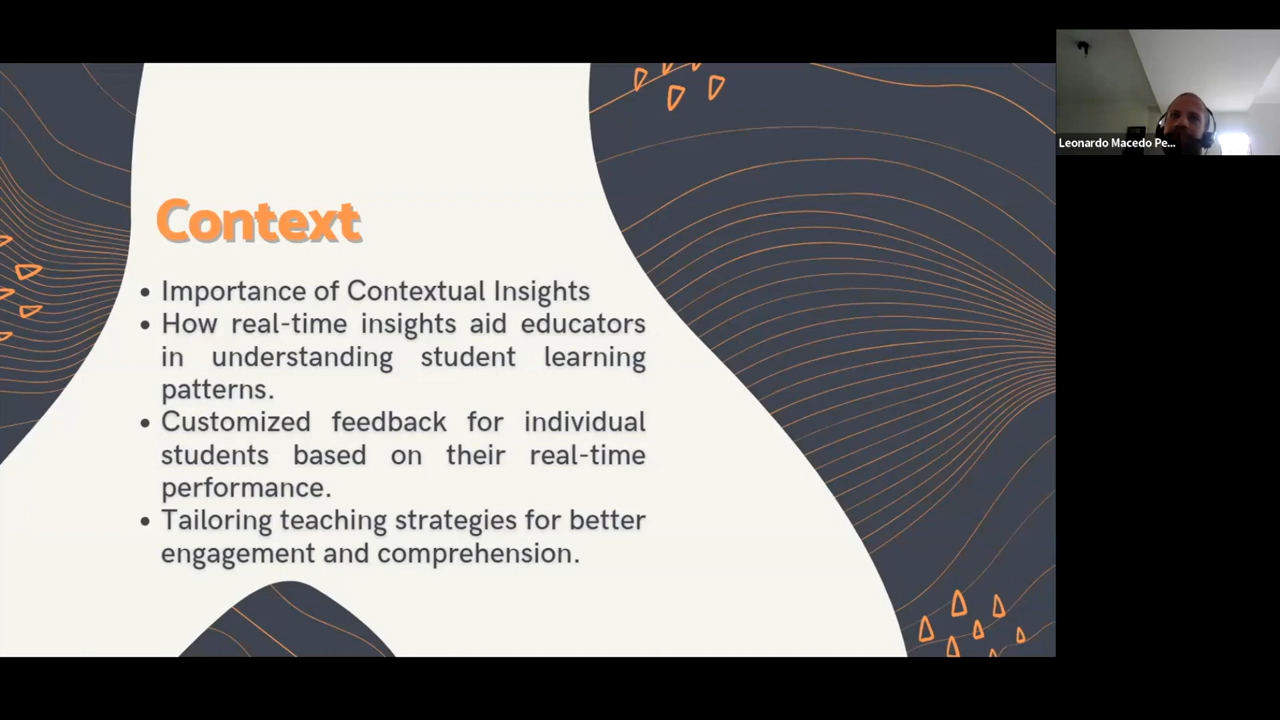 Context
• Importance of Contextual Insights
• How real-time insights aid educators
in understanding student learning
patterns.
• Customized feedback for individual
students based on their real-time
performance.
• Tailoring teaching strategies for better
engagement and comprehension.
Leonardo Macedo Pe...